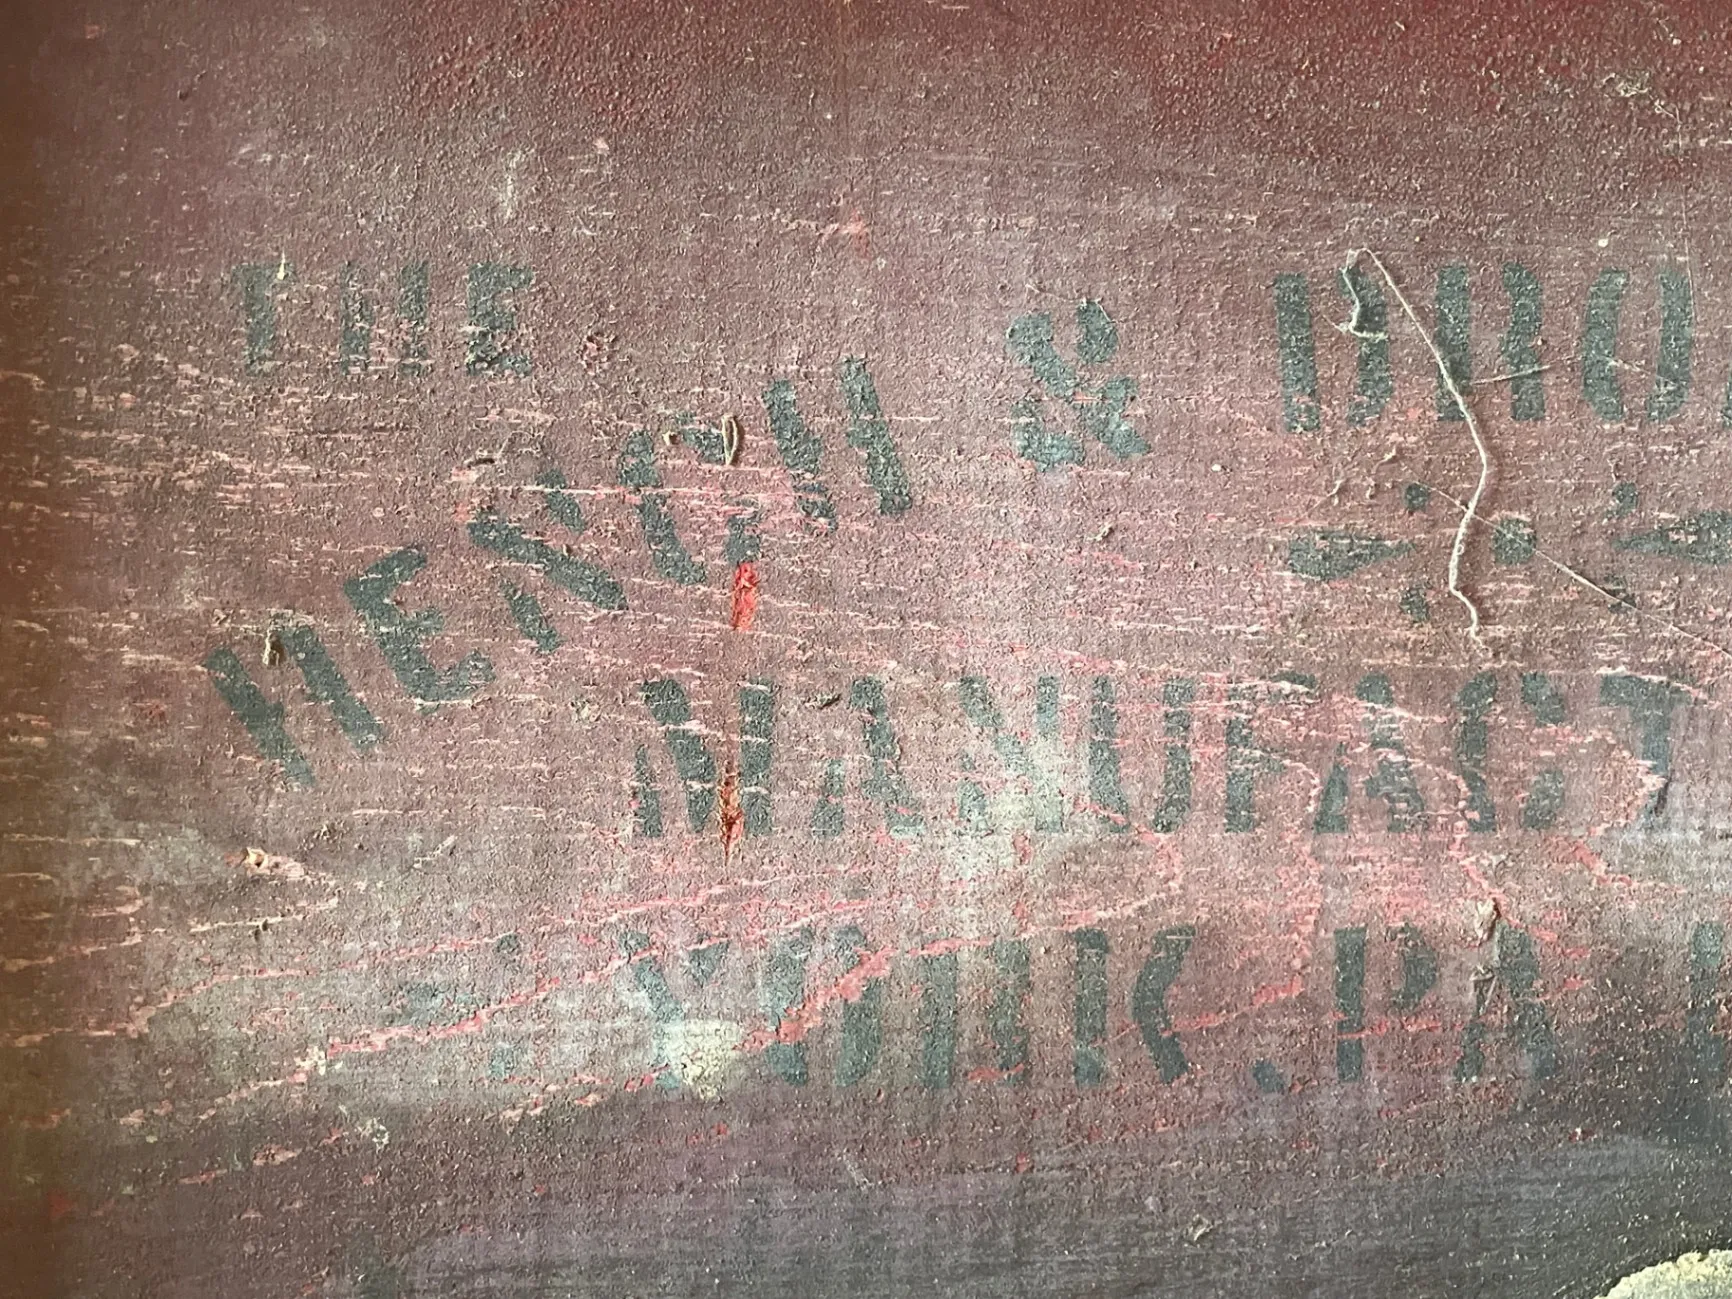 THE
HENCH & DRO
MANUFACT
YORK, PA.